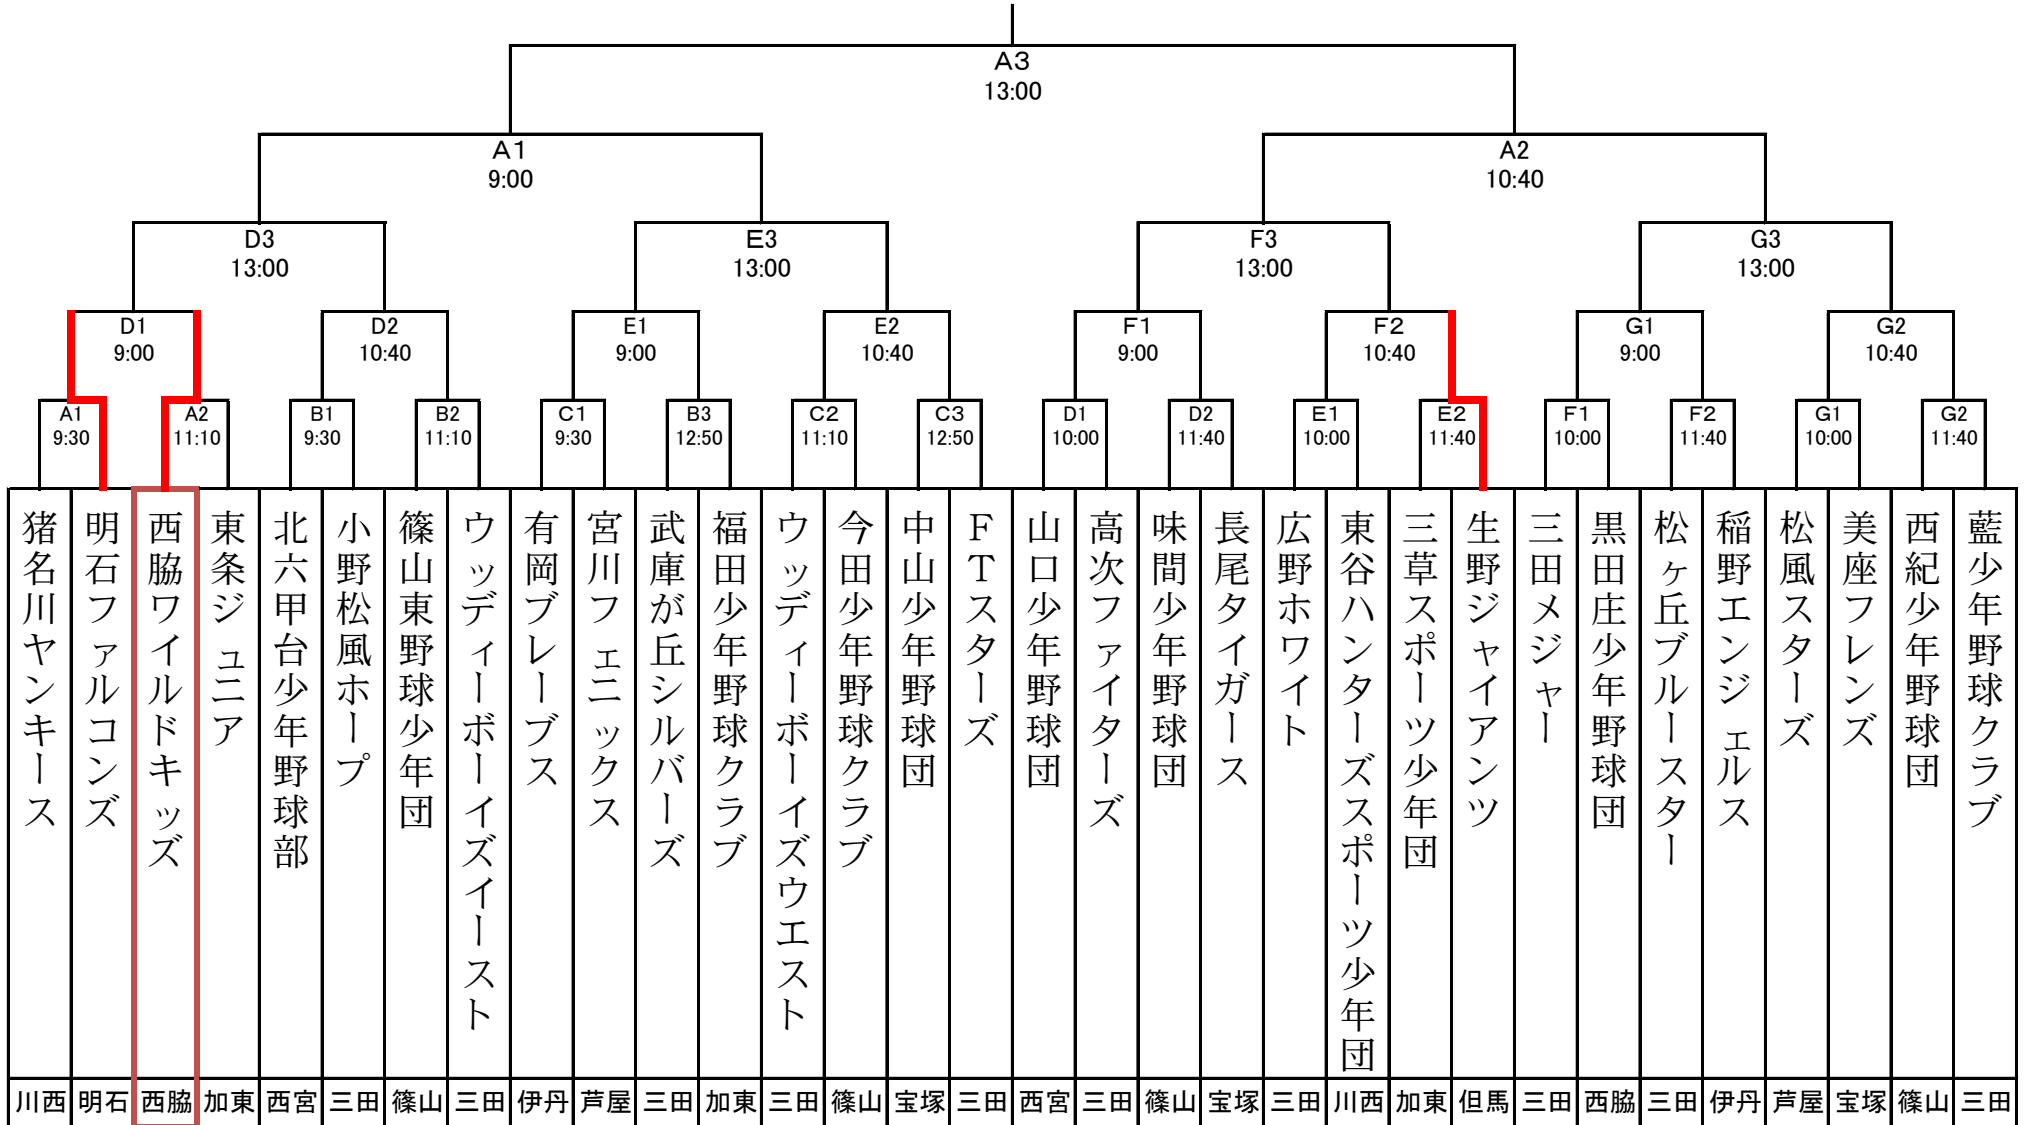 A3
13:00
A1
9:00
A2
10:40
D3
13:00
E3
13:00
F3
13:00
G3
13:00
D1
9:00
D2
10:40
E1
9:00
E2
10:40
F1
9:00
F2
10:40
G1
9:00
G2
10:40
A1
9:30
A2
11:10
B1
9:30
B2
11:10
C1
9:30
B3
12:50
C2
11:10
C3
12:50
D1
10:00
D2
11:40
E1
10:00
E2
11:40
F1
10:00
F2
11:40
G1
10:00
G2
11:40
猪名川ヤンキース
明石ファルコンズ
西脇ワイルドキッズ
東条ジュニア
北六甲台少年野球部
小野松風ホープ
篠山東野球少年団
ウッディーボーイズイースト
有岡ブレーブス
宮川フェニックス
武庫が丘シルバーズ
福田少年野球クラブ
ウッディーボーイズウエスト
今田少年野球クラブ
中山少年野球団
FTスターズ
山口少年野球団
高次ファイターズ
味間少年野球団
長尾タイガース
広野ホワイト
東谷ハンターズスポーツ少年団
三草スポーツ少年団
生野ジャイアンツ
三田メジャー
黒田庄少年野球団
松ヶ丘ブルースター
稲野エンジェルス
松風スターズ
美座フレンズ
西紀少年野球団
藍少年野球クラブ
川西 明石 西脇 加東 西宮 三田 篠山 三田 伊丹 芦屋 三田 加東 三田 篠山 宝塚 三田 西宮 三田 篠山 宝塚 三田 川西 加東 但馬 三田 西脇 三田 伊丹 芦屋 宝塚 篠山 三田